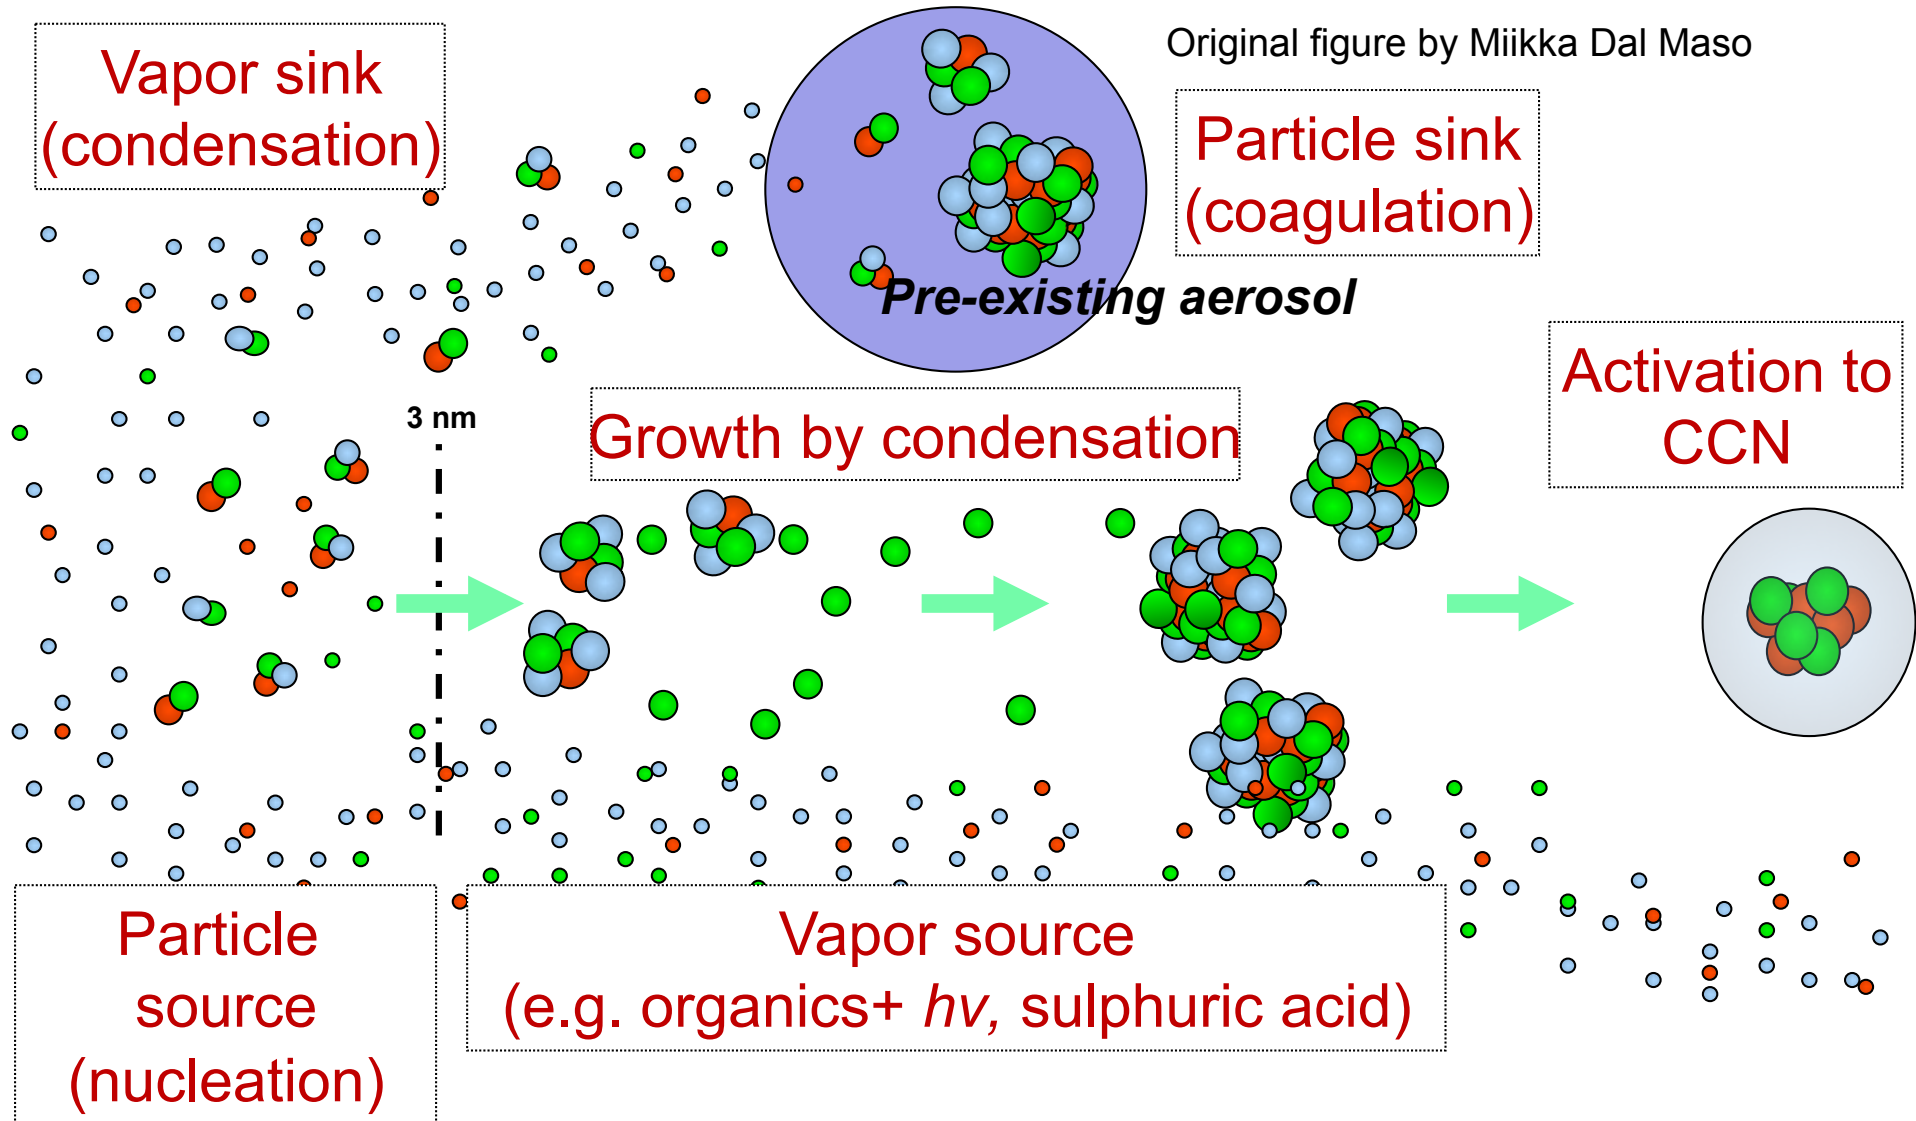 Original figure by Miikka Dal Maso
Vapor sink
(condensation)
Particle sink
(coagulation)
Pre-existing aerosol
Activation to
CCN
3 nm
Growth by condensation
Particle
source
(nucleation)
Vapor source
(e.g. organics+ hv, sulphuric acid)